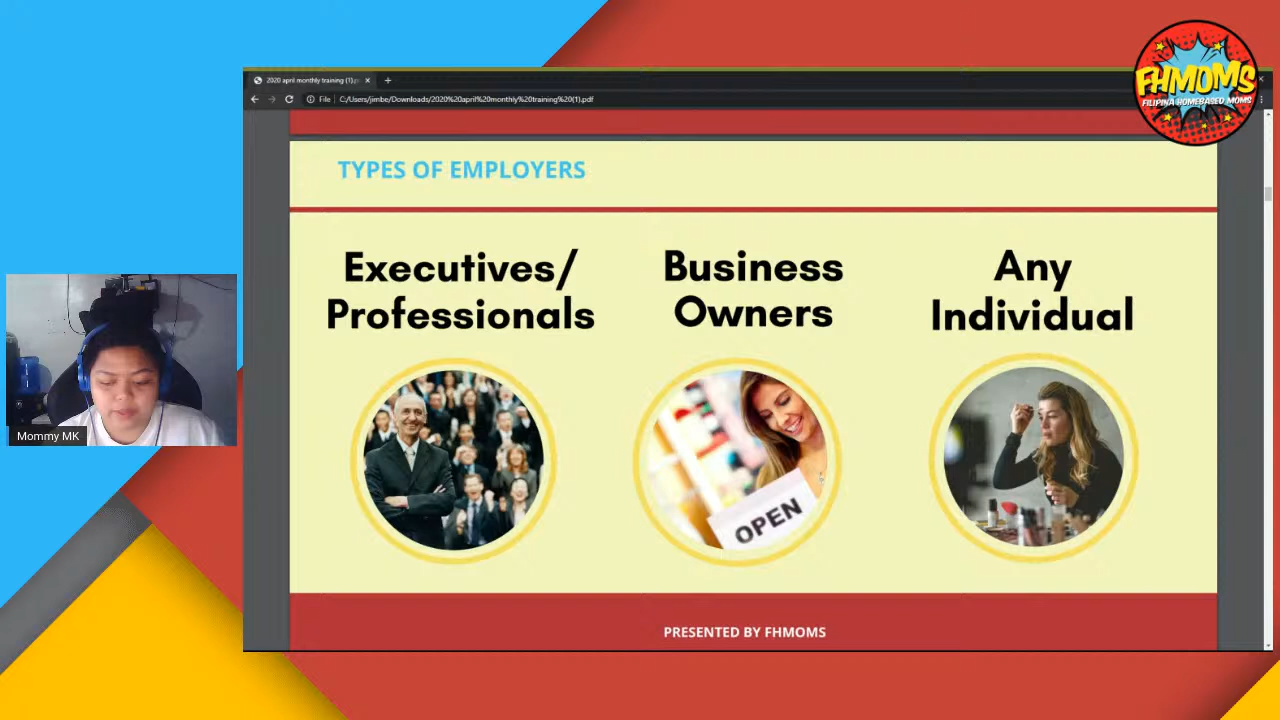 2020 april monthly training (1).p
File
C:/Users/jimbe/Downloads/2020%20april%20monthly%20training%20(1).pdf
FHMOMS
FILIPINA HOMEBASED MOMS
TYPES OF EMPLOYERS
Executives/
Professionals
Business
Owners
Any
Individual
OPEN
Mommy MK
PRESENTED BY FHMOMS